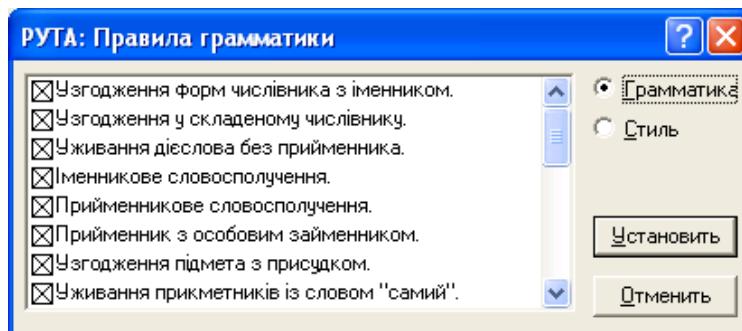 РУТА: Правила грамматики
Узгодження форм числівника з іменником.
Узгодження у складеному числівнику.
Уживання дієслова без прийменника.
Іменникове словосполучення.
Прийменникове словосполучення.
Прийменник з особовим займенником.
Узгодження підмета з присудком.
Уживання прикметників із словом "самий".
Грамматика
Стиль
Установить
Отменить